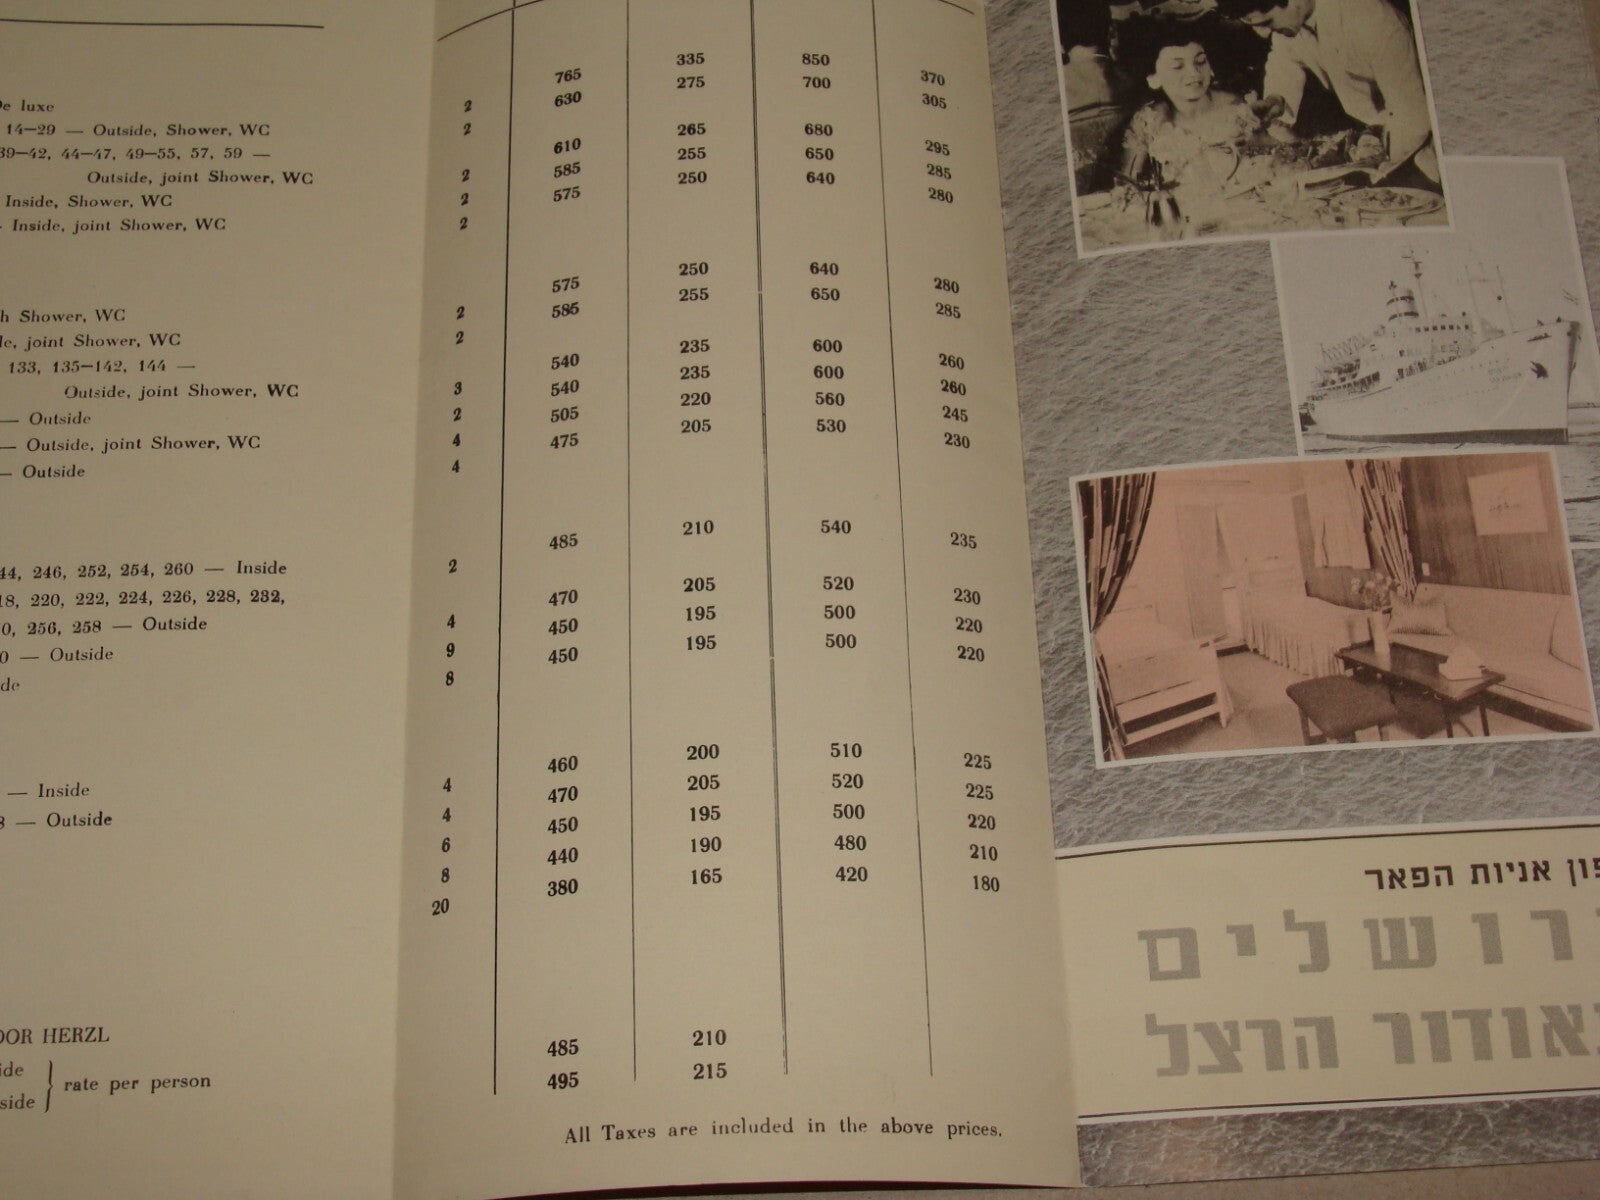 De luxe 2 765 335 850 370
14—29 — Outside, Shower, WC 2 630 275 700 305
39—42, 44—47, 49—55, 57, 59 —
Outside, joint Shower, WC 2 610 265 680 295
Inside, Shower, WC 2 585 255 650 285
- Inside, joint Shower, WC 2 575 250 640 280
h Shower, WC 2 575 250 640 280
le, joint Shower, WC 2 585 255 650 285
133, 135—142, 144 —
Outside, joint Shower, WC 3 540 235 600 260
— Outside 2 540 235 600 260
— Outside, joint Shower, WC 4 505 220 560 245
— Outside 4 475 205 530 230
44, 246, 252, 254, 260 — Inside 2 485 210 540 235
18, 220, 222, 224, 226, 228, 232,
0, 256, 258 — Outside 4 470 205 520 230
0 — Outside 9 450 195 500 220
de 8 450 195 500 220
— Inside 4 460 200 510 225
8 — Outside 4 470 205 520 225
6 450 195 500 220
8 440 190 480 210
20 380 165 420 180
DOR HERZL
ide 485 210
side } rate per person 495 215
All Taxes are included in the above prices.
פון אניות הפאר
רושלים
אודור הרצל